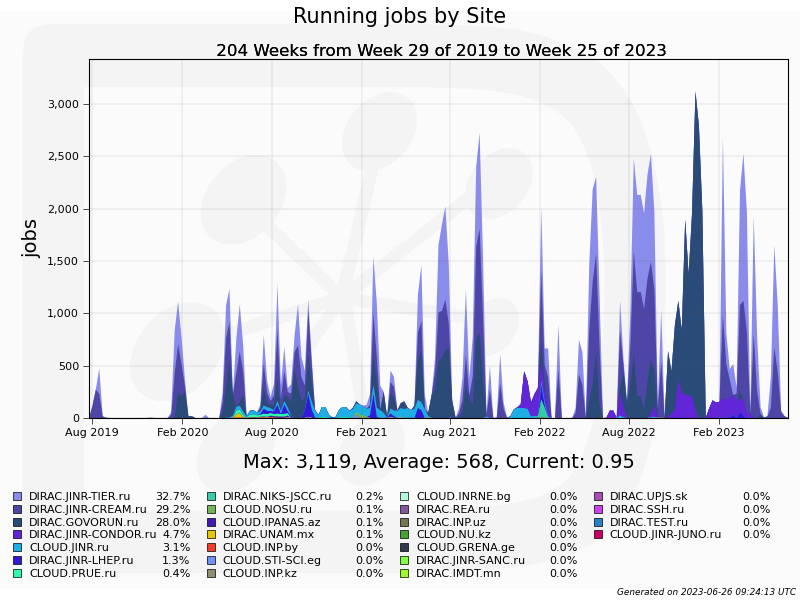 Running jobs by Site
204 Weeks from Week 29 of 2019 to Week 25 of 2023
jobs
3,000
2,500
2,000
1,500
1,000
500
0
Aug 2019 Feb 2020 Aug 2020 Feb 2021 Aug 2021 Feb 2022 Aug 2022 Feb 2023
Max: 3,119, Average: 568, Current: 0.95
DIRAC.JINR-TIER.ru 32.7% DIRAC.NIKS-JSCC.ru 0.2% CLOUD.INRNE.bg 0.0% DIRAC.UPJS.sk 0.0%
DIRAC.JINR-CREAM.ru 29.2% CLOUD.NOSU.ru 0.1% DIRAC.REA.ru 0.0% DIRAC.SSH.ru 0.0%
DIRAC.GOVORUN.ru 28.0% CLOUD.IPANAS.az 0.1% DIRAC.INP.uz 0.0% DIRAC.TEST.ru 0.0%
DIRAC.JINR-CONDOR.ru 4.7% DIRAC.UNAM.mx 0.1% CLOUD.NU.kz 0.0% CLOUD.JINR-JUNO.ru 0.0%
CLOUD.JINR.ru 3.1% CLOUD.INP.by 0.0% CLOUD.GRENA.ge 0.0%
DIRAC.JINR-LHEP.ru 1.3% CLOUD.STI-SCI.eg 0.0% DIRAC.JINR-SANC.ru 0.0%
CLOUD.PRUE.ru 0.4% CLOUD.INP.kz 0.0% DIRAC.IMDT.mn 0.0%
Generated on 2023-06-26 09:24:13 UTC